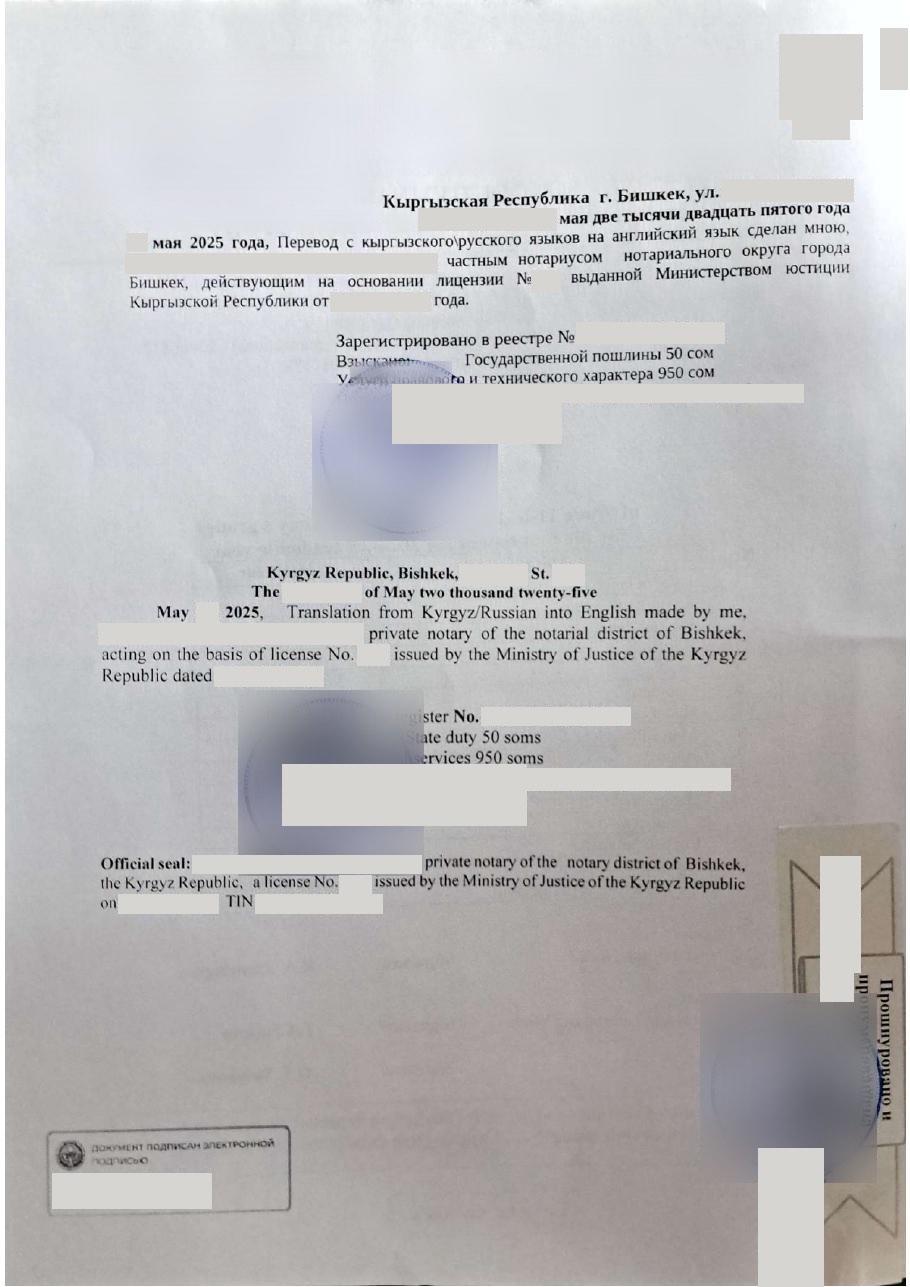 Кыргызская Республика г. Бишкек, ул.
мая две тысячи двадцать пятого года
мая 2025 года, Перевод с кыргызского\русского языков на английский язык сделан мною,
частным нотариусом нотариального округа города
Бишкек, действующим на основании лицензии № выданной Министерством юстиции
Кыргызской Республики от года.
Зарегистрировано в реестре №
Взыскано: Государственной пошлины 50 сом
Услуги правового и технического характера 950 сом
Kyrgyz Republic, Bishkek, St.
The of May two thousand twenty-five
May 2025, Translation from Kyrgyz/Russian into English made by me,
private notary of the notarial district of Bishkek,
acting on the basis of license No. issued by the Ministry of Justice of the Kyrgyz
Republic dated
No.
State duty 50 soms
services 950 soms
Official seal: private notary of the notary district of Bishkek,
the Kyrgyz Republic, a license No. issued by the Ministry of Justice of the Kyrgyz Republic
on TIN
Прошнуровано и
ДОКУМЕНТ ПОДПИСАН ЭЛЕКТРОННОЙ
ПОДПИСЬЮ